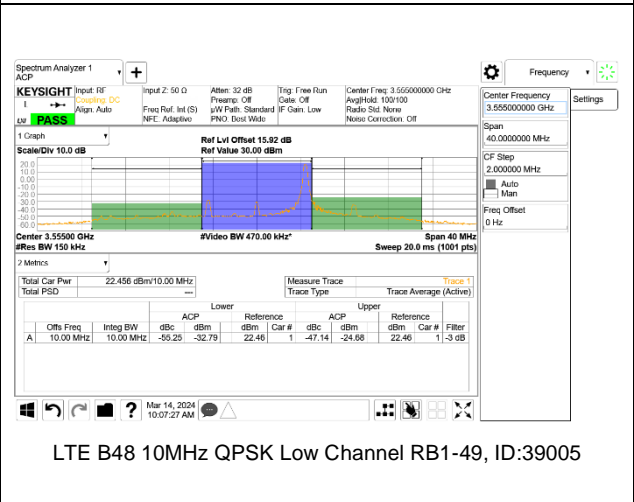 Spectrum Analyzer 1
ACP
Frequency
KEYSIGHT
Input: RF
Coupling: DC
Align: Auto
Input Z: 50 Ω
Freq Ref: Int (S)
NFE: Adaptive
Atten: 32 dB
Preamp: Off
µW Path: Standard
PNO: Best Wide
Trig: Free Run
Gate: Off
IF Gain: Low
Center Freq: 3.555000000 GHz
Avg|Hold: 100/100
Radio Std: None
Noise Correction: Off
PASS
Center Frequency
3.555000000 GHz
Settings
Span
40.0000000 MHz
CF Step
2.000000 MHz
Auto
Man
Freq Offset
0 Hz
1 Graph
Scale/Div 10.0 dB
Ref Lvl Offset 15.92 dB
Ref Value 30.00 dBm
20.0
10.0
0.00
-10.0
-20.0
-30.0
-40.0
-50.0
-60.0
Center 3.55500 GHz
#Video BW 470.00 kHz*
Span 40 MHz
#Res BW 150 kHz
Sweep 20.0 ms (1001 pts)
2 Metrics
Total Car Pwr 22.456 dBm/10.00 MHz
Total PSD ---
Measure Trace Trace 1
Trace Type Trace Average (Active)
Lower Upper
ACP Reference ACP Reference
Offs Freq Integ BW dBc dBm dBm Car # dBc dBm dBm Car # Filter
A 10.00 MHz 10.00 MHz -55.25 -32.79 22.46 1 -47.14 -24.68 22.46 1 -3 dB
Mar 14, 2024
10:07:27 AM
LTE B48 10MHz QPSK Low Channel RB1-49, ID:39005